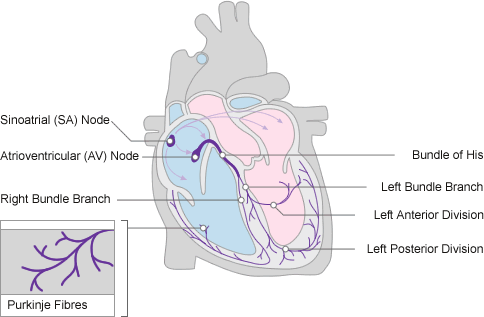 Sinoatrial (SA) Node
Atrioventricular (AV) Node
Right Bundle Branch
Purkinje Fibres
Bundle of His
Left Bundle Branch
Left Anterior Division
Left Posterior Division